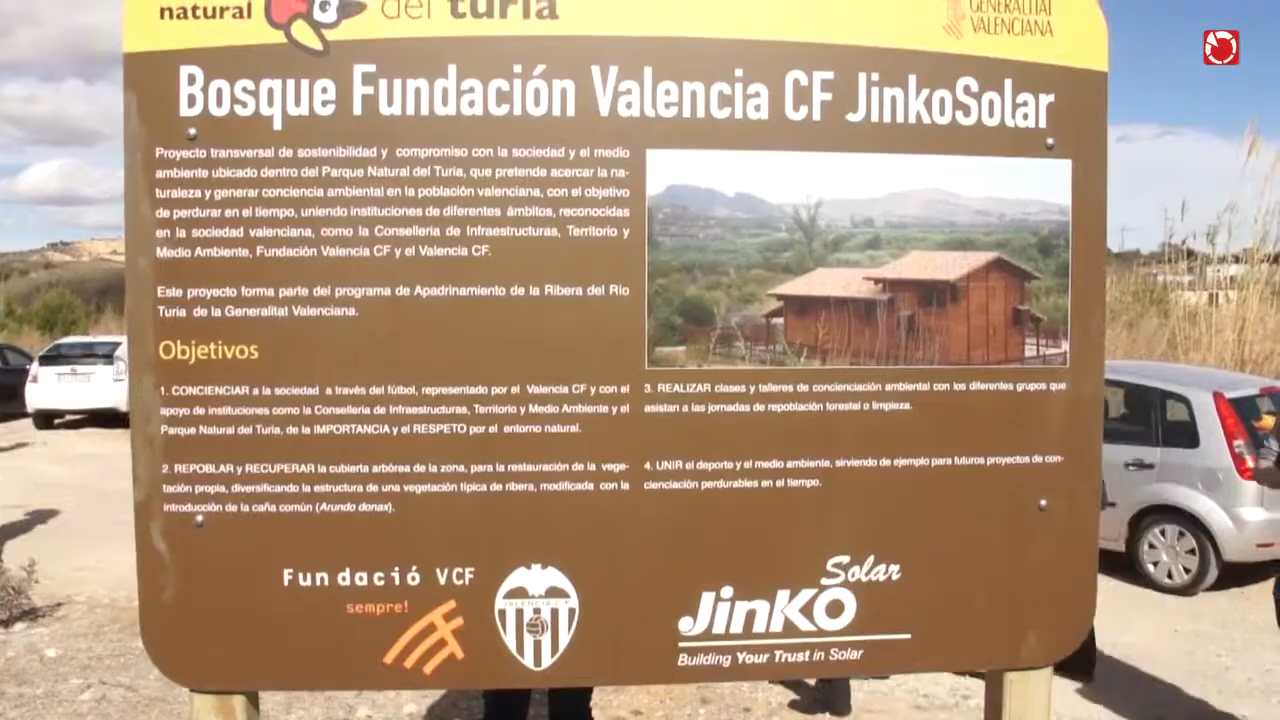 natural
del turia
GENERALITAT
VALENCIANA
Bosque Fundación Valencia CF JinkoSolar
Proyecto transversal de sostenibilidad y compromiso con la sociedad y el medio
ambiente ubicado dentro del Parque Natural del Turia, que pretende acercar la na-
turaleza y generar conciencia ambiental en la población valenciana, con el objetivo
de perdurar en el tiempo, uniendo instituciones de diferentes ámbitos, reconocidas
en la sociedad valenciana, como la Conselleria de Infraestructuras, Territorio y
Medio Ambiente, Fundación Valencia CF y el Valencia CF.
Este proyecto forma parte del programa de Apadrinamiento de la Ribera del Río
Turia de la Generalitat Valenciana.
Objetivos
1. CONCIENCIAR a la sociedad a través del fútbol, representado por el Valencia CF y con el
apoyo de instituciones como la Conselleria de Infraestructuras, Territorio y Medio Ambiente y el
Parque Natural del Turia, de la IMPORTANCIA y el RESPETO por el entorno natural.
2. REPOBLAR y RECUPERAR la cubierta arbórea de la zona, para la restauración de la vege-
tación propia, diversificando la estructura de una vegetación típica de ribera, modificada con la
introducción de la caña común (Arundo donax).
3. REALIZAR clases y talleres de concienciación ambiental con los diferentes grupos que
asistan a las jornadas de repoblación forestal o limpieza.
4. UNIR el deporte y el medio ambiente, sirviendo de ejemplo para futuros proyectos de con-
cienciación perdurables en el tiempo.
Fundació VCF
sempre!
VALENCIA C.F.
Solar
JinKO
Building Your Trust in Solar